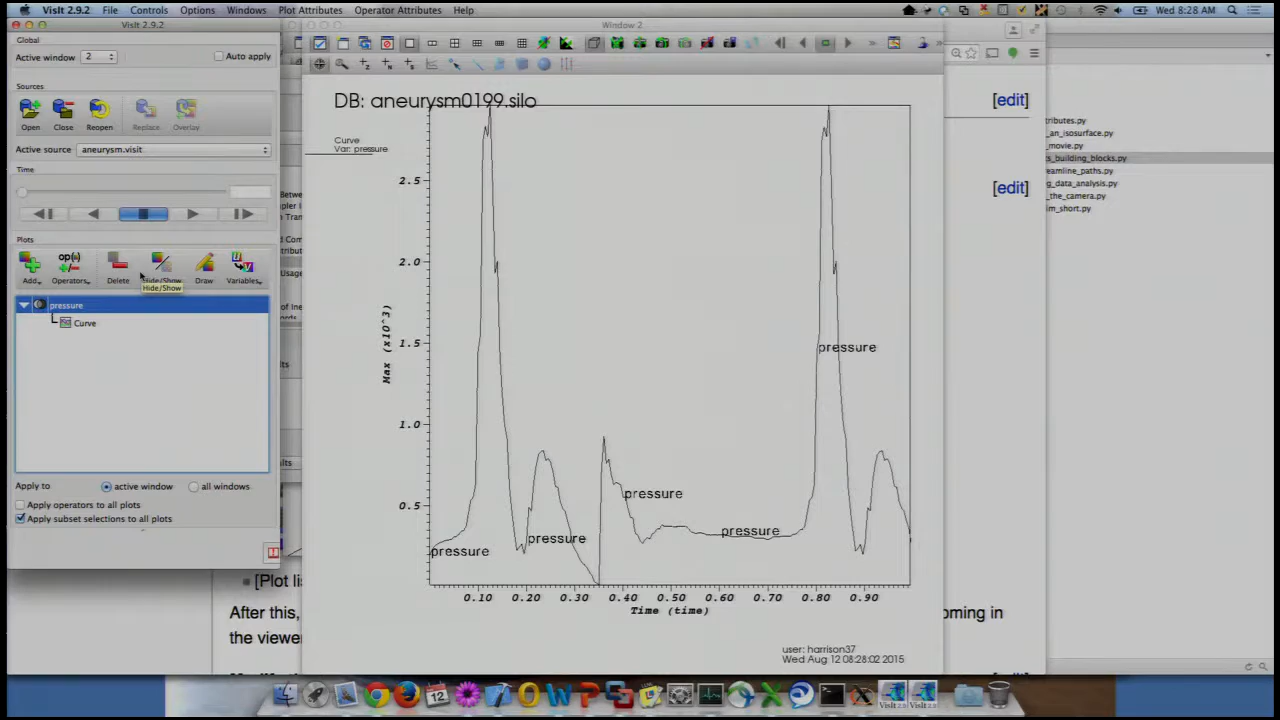 VisIt 2.9.2 File Controls Options Windows Plot Attributes Operator Attributes Help
Wed 8:28 AM
VisIt 2.9.2
Global
Active window 2 Auto apply
Sources
Open Close Reopen Replace Overlay
Active source aneurysm.visit
Time
Plots
Add Operators Delete Hide/Show Draw Variables
Hide/Show
pressure
Curve
Apply to active window all windows
Apply operators to all plots
Apply subset selections to all plots
Window 2
DB: aneurysm0199.silo
Curve
Var: pressure
Max (x10^3)
2.5
2.0
1.5
1.0
0.5
pressure
pressure
pressure
pressure
pressure
0.10 0.20 0.30 0.40 0.50 0.60 0.70 0.80 0.90
Time (time)
user: harrison37
Wed Aug 12 08:28:02 2015
[edit]
[edit]
tributes.py
_an_isosurface.py
_movie.py
s_building_blocks.py
eamline_paths.py
g_data_analysis.py
_the_camera.py
im_short.py
[Plot li
After this,
oming in
the viewer